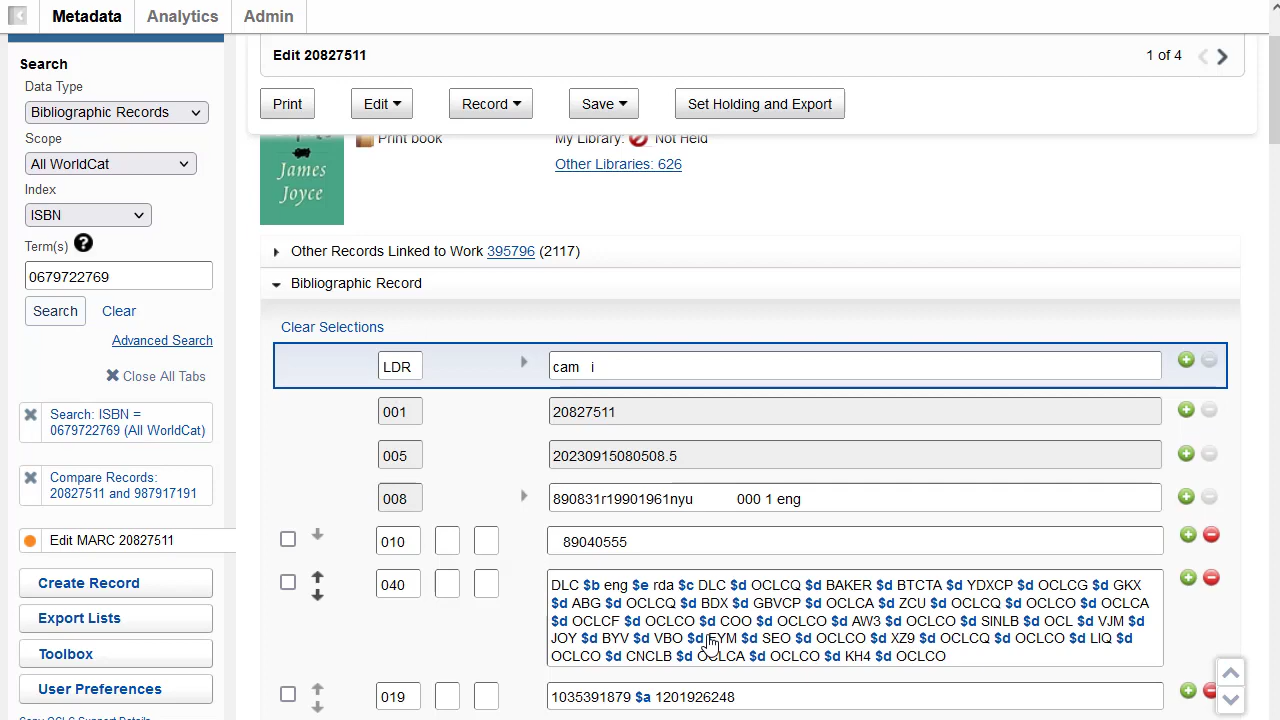 Metadata Analytics Admin
Search
Data Type
Bibliographic Records
Scope
All WorldCat
Index
ISBN
Term(s) ?
0679722769
Search Clear
Advanced Search
Close All Tabs
Search: ISBN =
0679722769 (All WorldCat)
Compare Records:
20827511 and 987917191
Edit MARC 20827511
Create Record
Export Lists
Toolbox
User Preferences
Edit 20827511
1 of 4
Print Edit Record Save Set Holding and Export
Print book
My Library: Not Held
Other Libraries: 626
James
Joyce
Other Records Linked to Work 395796 (2117)
Bibliographic Record
Clear Selections
LDR cam   i
001 20827511
005 20230915080508.5
008 890831r19901961nyu           000 1 eng
010 89040555
040 DLC $b eng $e rda $c DLC $d OCLCQ $d BAKER $d BTCTA $d YDXCP $d OCLCG $d GKX
$d ABG $d OCLCQ $d BDX $d GBVCP $d OCLCA $d ZCU $d OCLCQ $d OCLCO $d OCLCA
$d OCLCF $d OCLCO $d COO $d OCLCO $d AW3 $d OCLCO $d SINLB $d OCL $d VJM $d
JOY $d BYV $d VBO $d FYM $d SEO $d OCLCO $d XZ9 $d OCLCQ $d OCLCO $d LIQ $d
OCLCO $d CNCLB $d OCLCA $d OCLCO $d KH4 $d OCLCO
019 1035391879 $a 1201926248